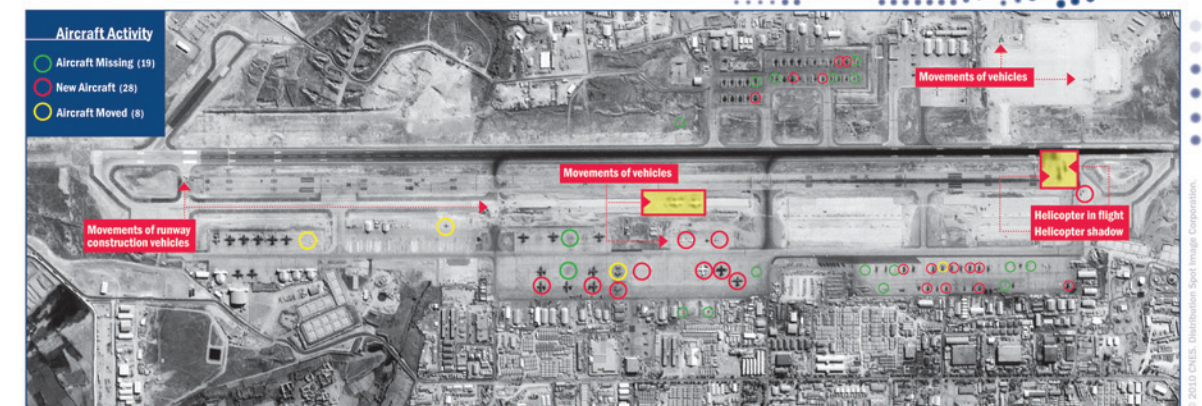 Aircraft Activity
Aircraft Missing (19)
New Aircraft (28)
Aircraft Moved (8)
Movements of vehicles
Movements of vehicles
Movements of runway
construction vehicles
Helicopter in flight
Helicopter shadow
© 2010 CNES, Distribution Spot Image Corporation.